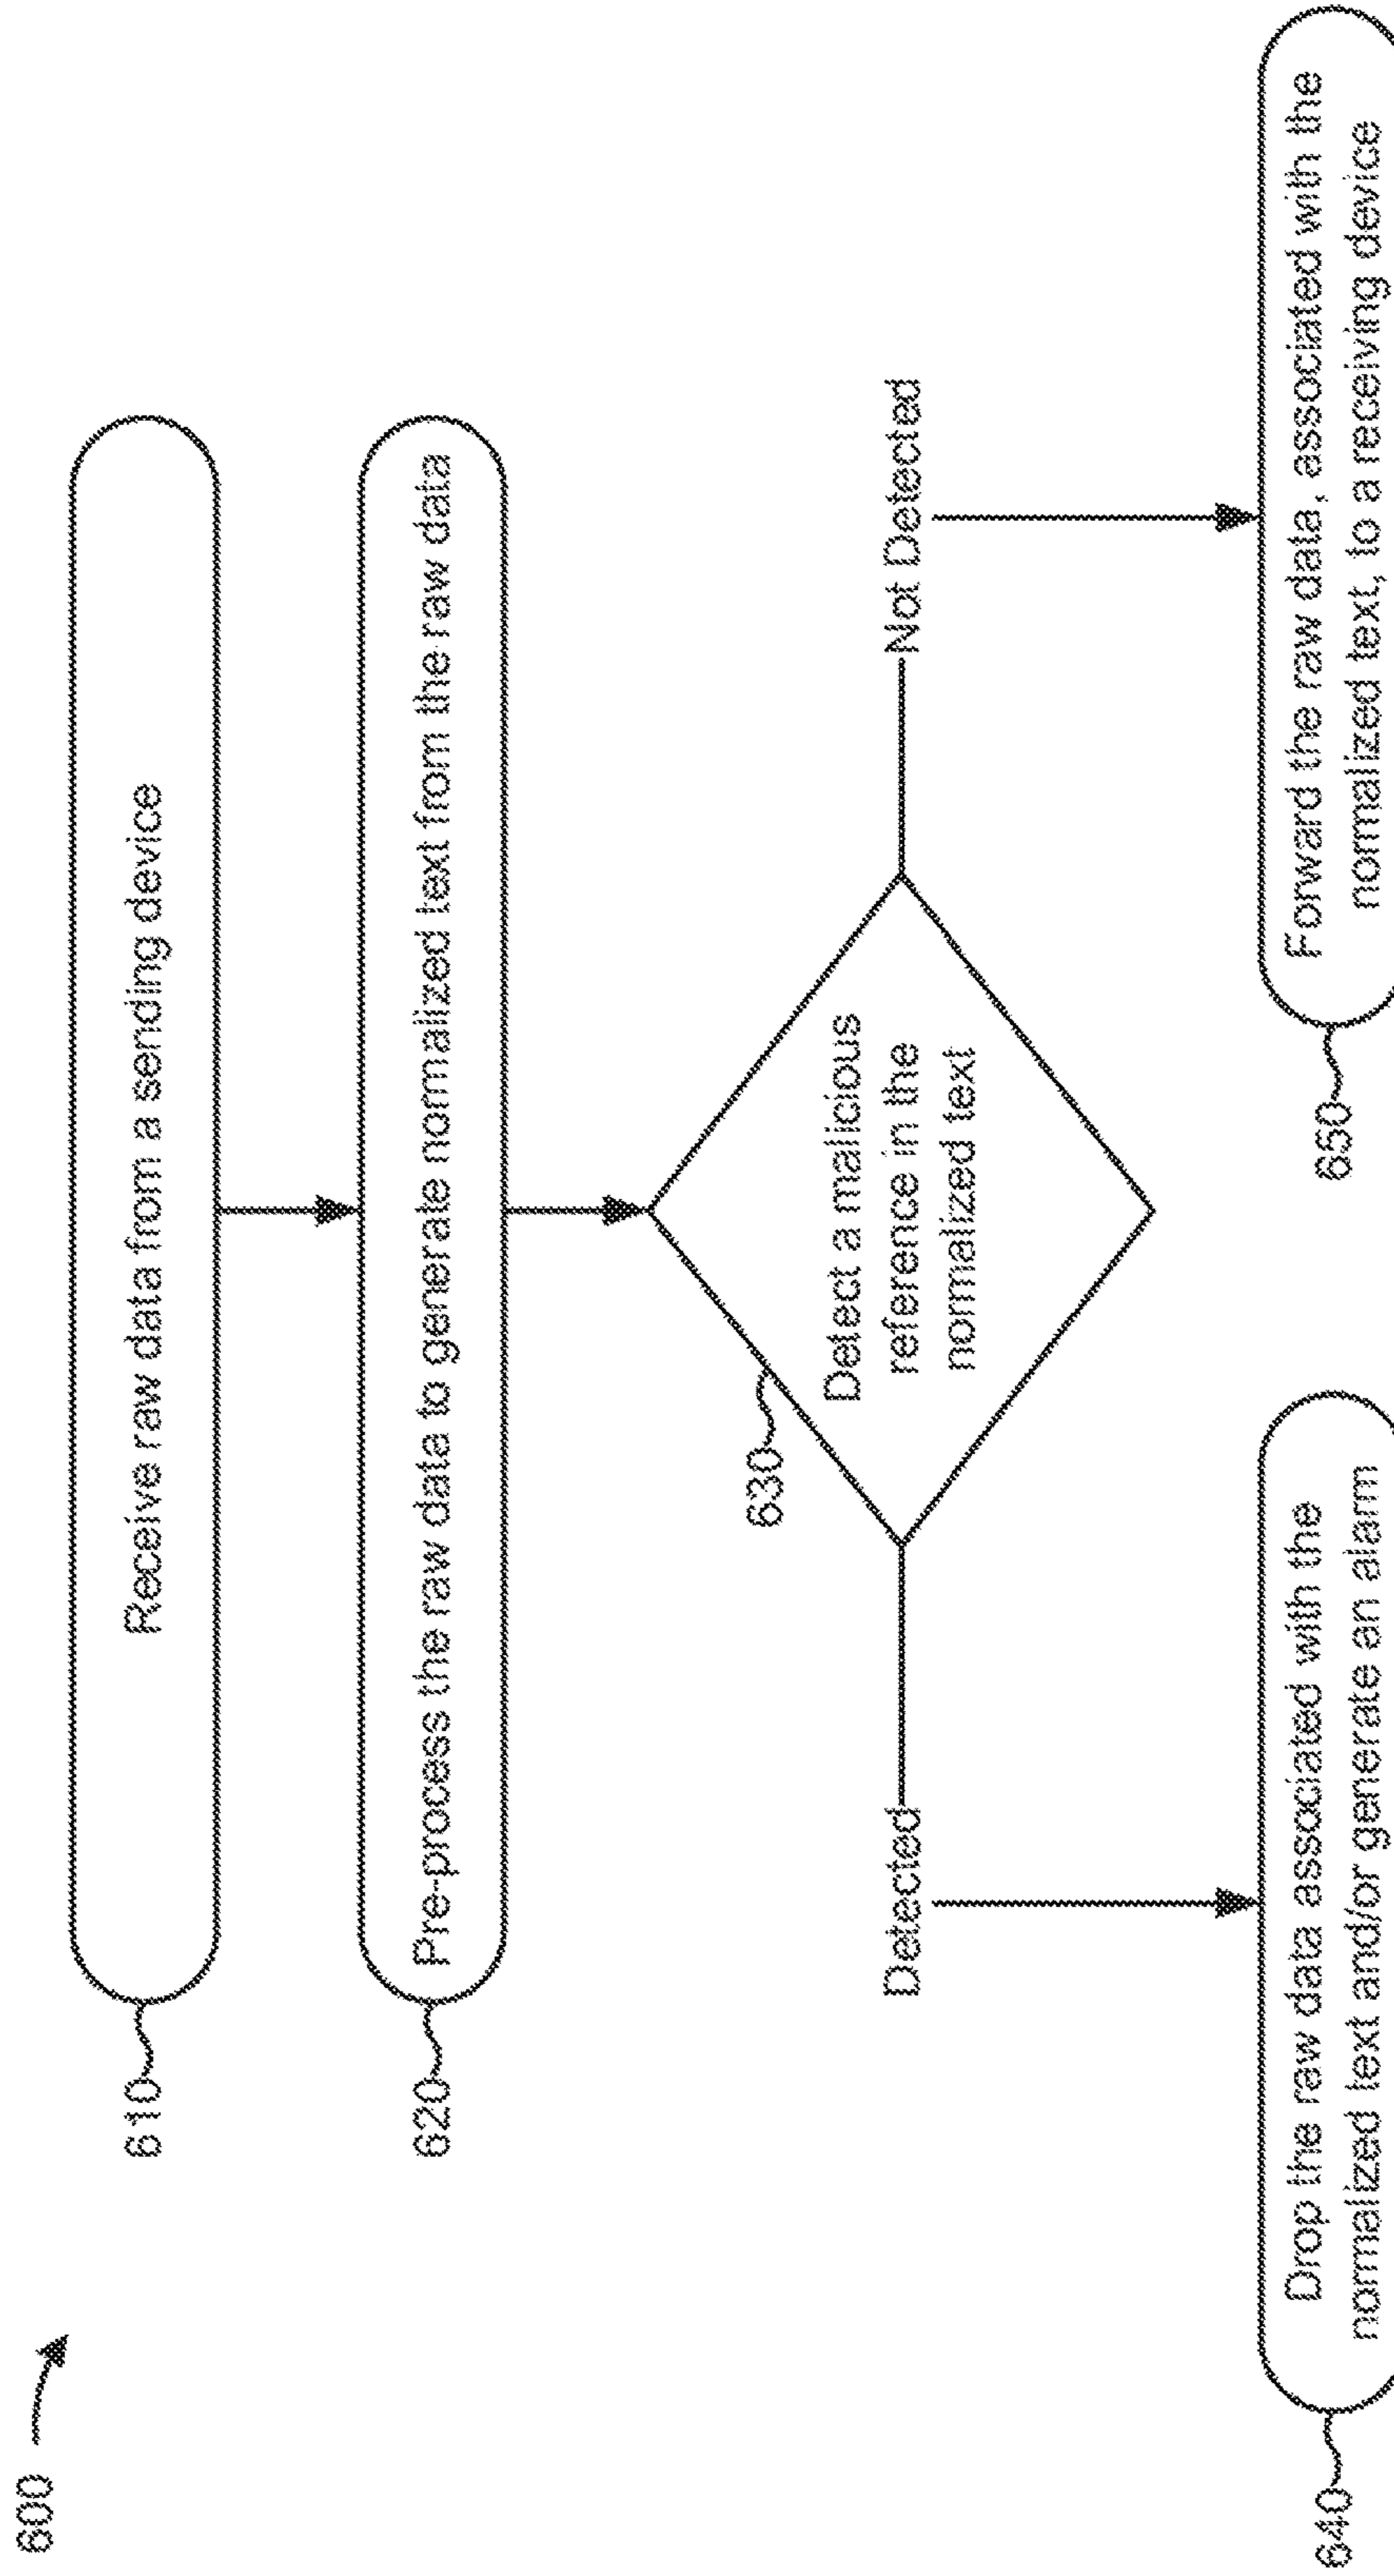 600
610
Receive raw data from a sending device
620
Pre-process the raw data to generate normalized text from the raw data
630
Detect a malicious
reference in the
normalized text
Detected
Not Detected
640
Drop the raw data associated with the
normalized text and/or generate an alarm
650
Forward the raw data, associated with the
normalized text, to a receiving device